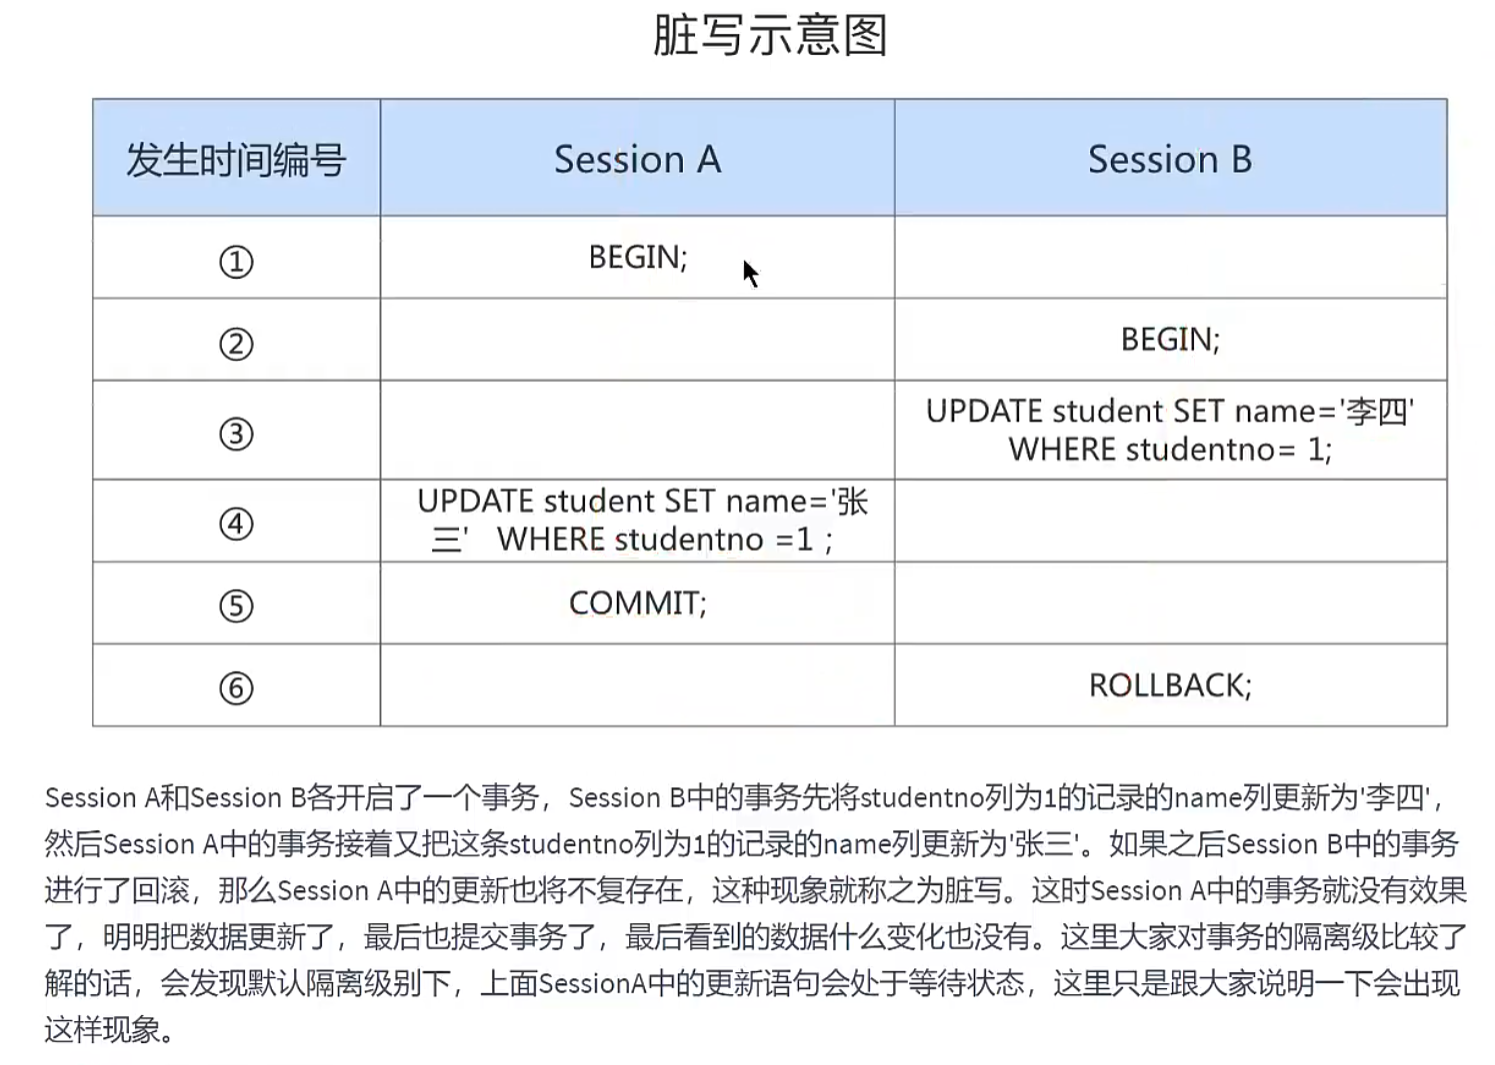 脏写示意图
发生时间编号 Session A Session B
① BEGIN;
② BEGIN;
③ UPDATE student SET name='李四'
WHERE studentno= 1;
④ UPDATE student SET name='张
三' WHERE studentno =1 ;
⑤ COMMIT;
⑥ ROLLBACK;
Session A和Session B各开启了一个事务，Session B中的事务先将studentno列为1的记录的name列更新为'李四'，
然后Session A中的事务接着又把这条studentno列为1的记录的name列更新为'张三'。如果之后Session B中的事务
进行了回滚，那么Session A中的更新也将不复存在，这种现象就称之为脏写。这时Session A中的事务就没有效果
了，明明把数据更新了，最后也提交事务了，最后看到的数据什么变化也没有。这里大家对事务的隔离级比较了
解的话，会发现默认隔离级别下，上面SessionA中的更新语句会处于等待状态，这里只是跟大家说明一下会出现
这样现象。